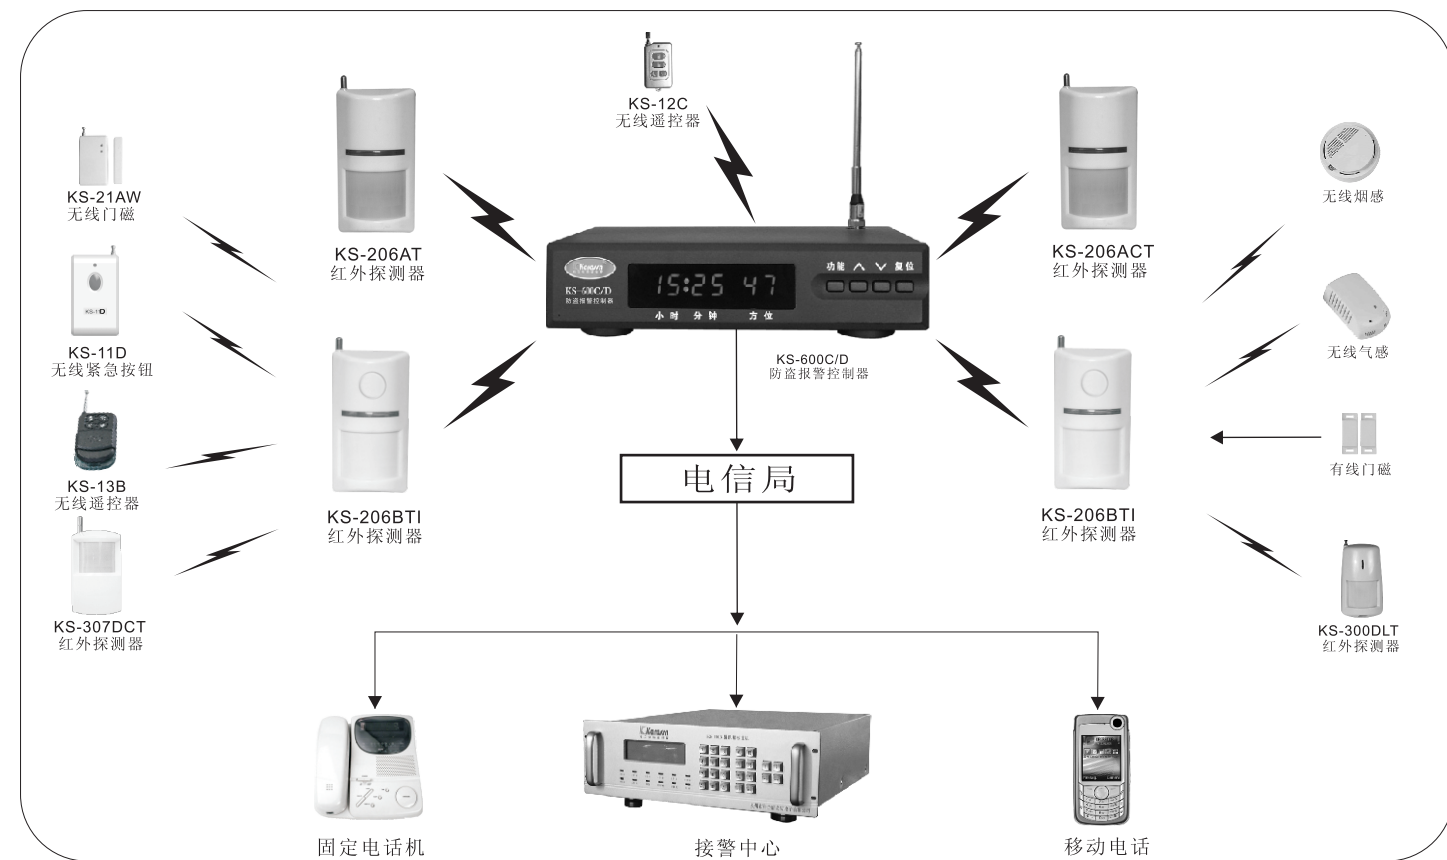 KS-12C
无线遥控器
KS-21AW
无线门磁
KS-206AT
红外探测器
KS-206ACT
红外探测器
无线烟感
KS-600C/D
防盗报警控制器
15:25 47
小时 分钟 方位
功能 复位
KS-11D
KS-11D
无线紧急按钮
KS-600C/D
防盗报警控制器
无线气感
KS-13B
无线遥控器
KS-206BTI
红外探测器
电信局
KS-206BTI
红外探测器
有线门磁
KS-307DCT
红外探测器
KS-300DLT
红外探测器
固定电话机
接警中心
移动电话